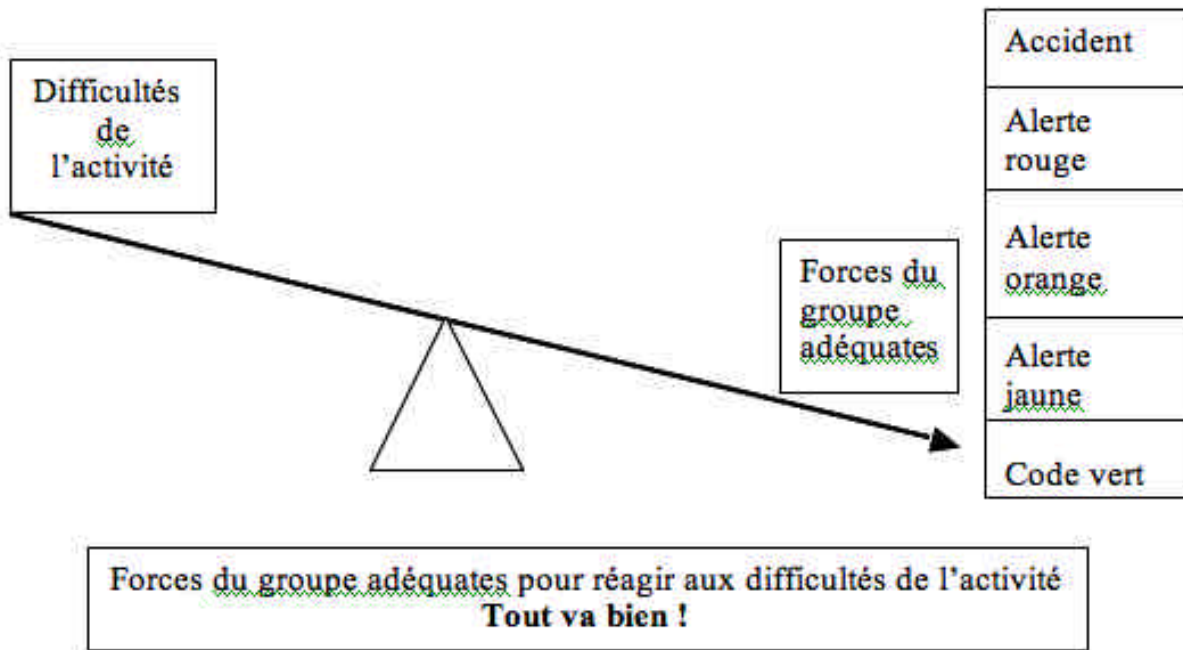 Difficultés
de
l’activité
Forces du
groupe
adéquates
Accident
Alerte
rouge
Alerte
orange
Alerte
jaune
Code vert
Forces du groupe adéquates pour réagir aux difficultés de l’activité
Tout va bien !